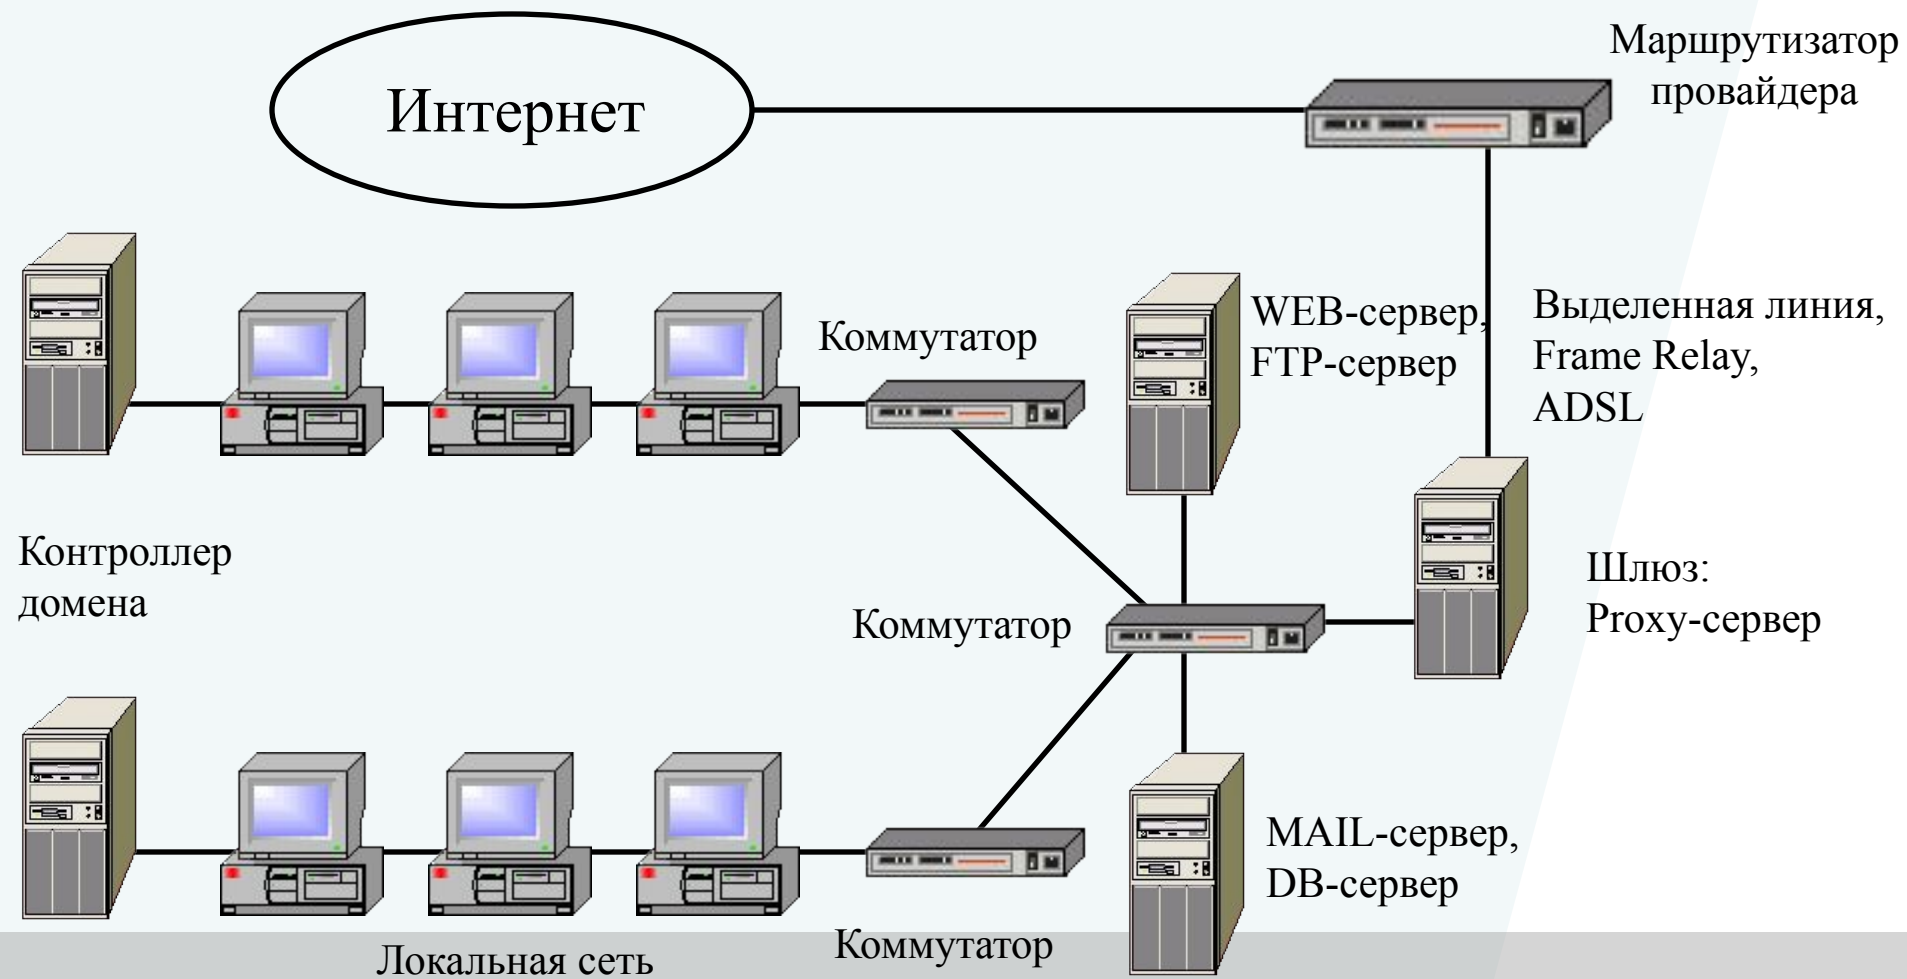 Маршрутизатор
провайдера
Интернет
Коммутатор
WEB-сервер,
FTP-сервер
Выделенная линия,
Frame Relay,
ADSL
Контроллер
домена
Шлюз:
Proxy-сервер
Коммутатор
MAIL-сервер,
DB-сервер
Коммутатор
Локальная сеть